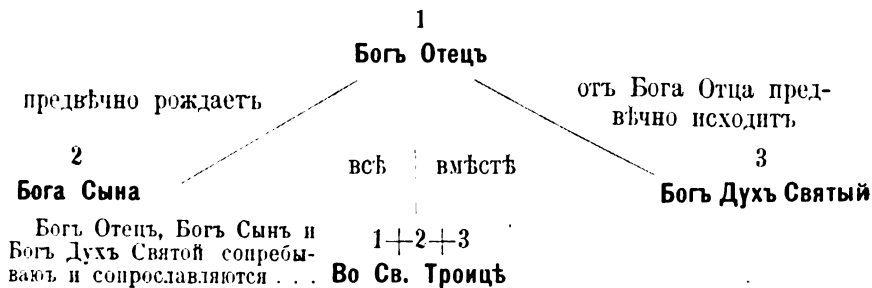 1
Богъ Отецъ
предвѣчно рождаетъ
отъ Бога Отца пред-
вѣчно исходитъ
2
Бога Сына
всѣ вмѣстѣ
3
Богъ Духъ Святый
Богъ Отецъ, Богъ Сынъ и
Богъ Духъ Святой сопребы-
ваютъ и сопрославляются . . .
1+2+3
Во Св. Троицѣ